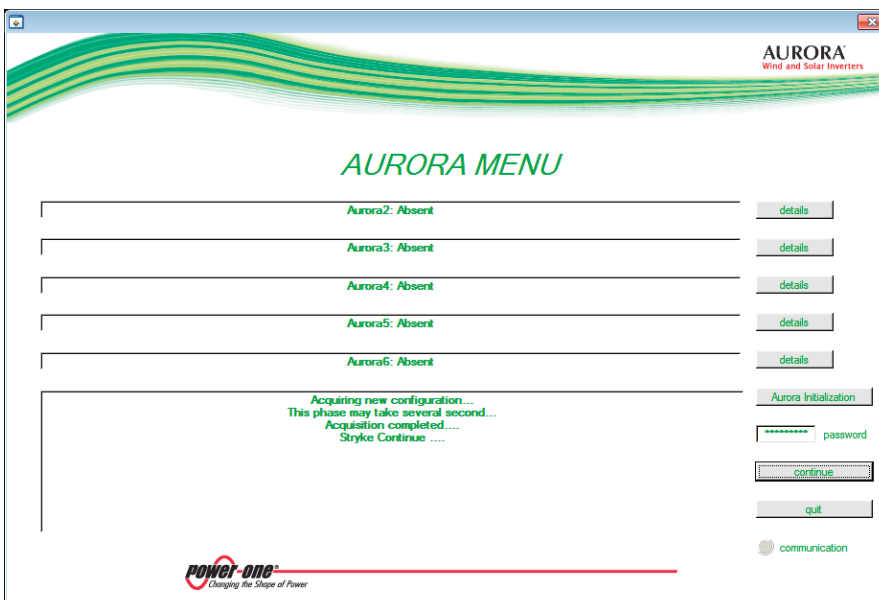 AURORA
Wind and Solar Inverters
AURORA MENU
Aurora2: Absent
details
Aurora3: Absent
details
Aurora4: Absent
details
Aurora5: Absent
details
Aurora6: Absent
details
Acquiring new configuration...
This phase may take several second...
Acquisition completed....
Stryke Continue ....
Aurora Initialization
********* password
continue
quit
communication
power-one®
Changing the Shape of Power